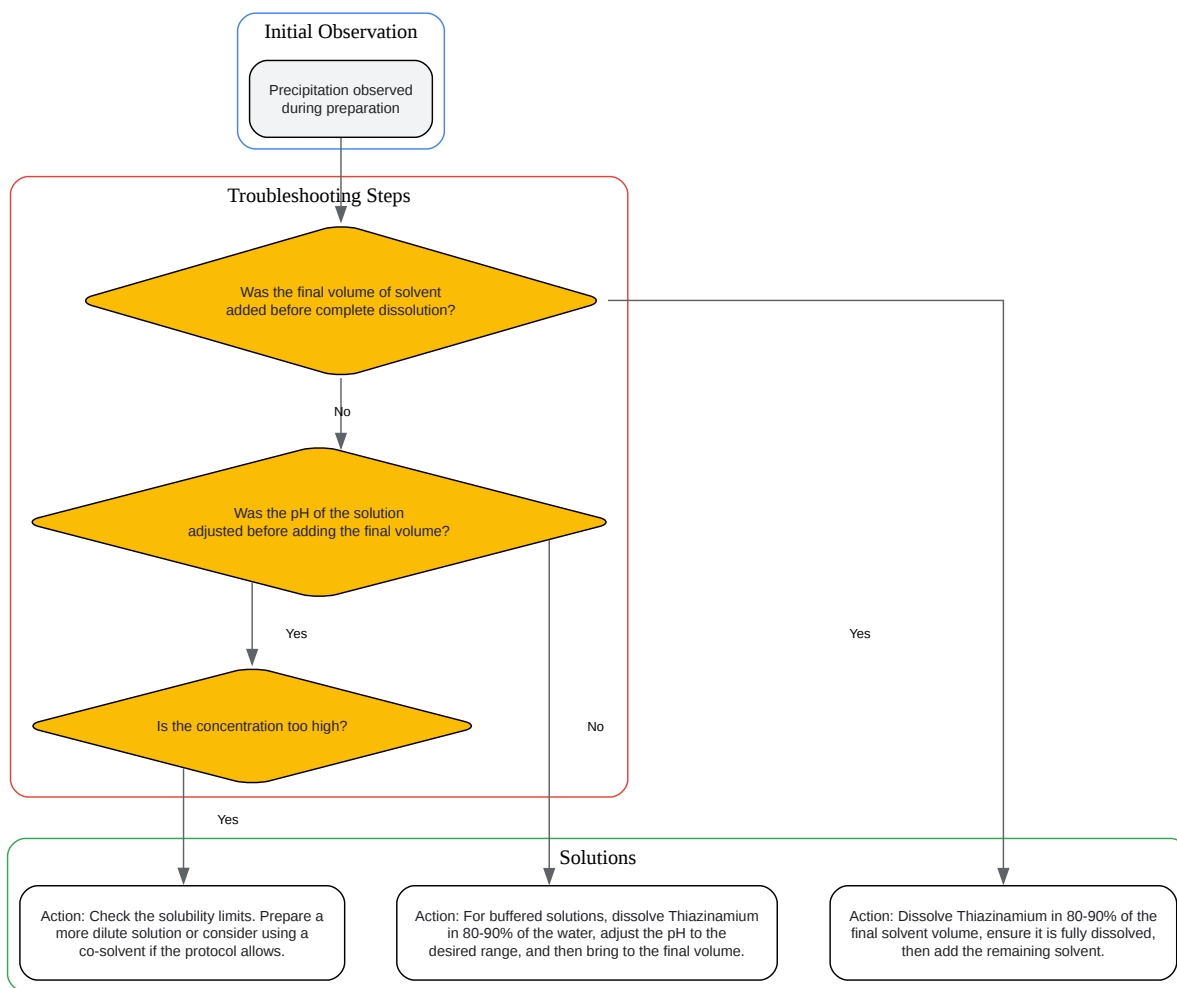 Initial Observation
Precipitation observed
during preparation
Troubleshooting Steps
Was the final volume of solvent
added before complete dissolution?
No
Was the pH of the solution
adjusted before adding the final volume?
Yes
Yes
Is the concentration too high?
No
Yes
Solutions
Action: Check the solubility limits. Prepare a
more dilute solution or consider using a
co-solvent if the protocol allows.
Action: For buffered solutions, dissolve Thiazinamium
in 80-90% of the water, adjust the pH to the
desired range, and then bring to the final volume.
Action: Dissolve Thiazinamium in 80-90% of the
final solvent volume, ensure it is fully dissolved,
then add the remaining solvent.